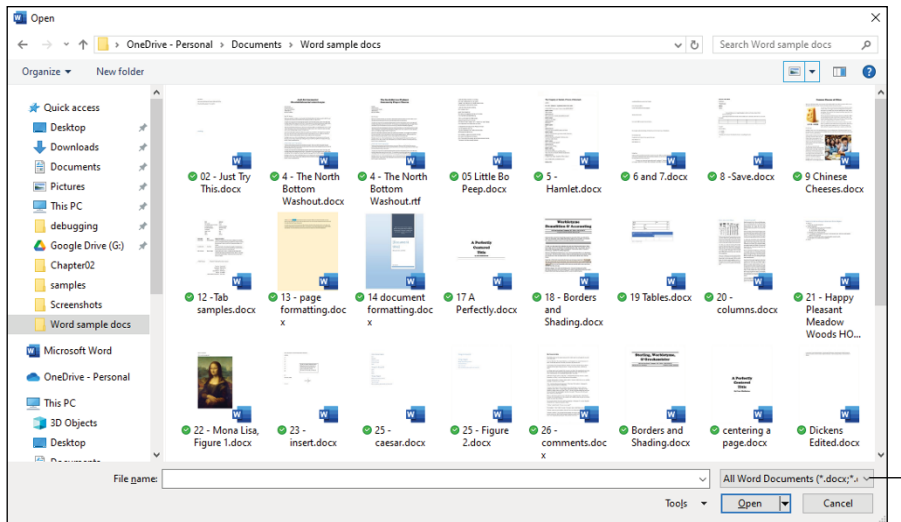 Open
OneDrive - Personal › Documents › Word sample docs
Search Word sample docs
Organize
New folder
Quick access
Desktop
Downloads
Documents
Pictures
This PC
debugging
Google Drive (G:)
Chapter02
samples
Screenshots
Word sample docs
Microsoft Word
OneDrive - Personal
This PC
3D Objects
Desktop
Documents
02 - Just Try
This.docx
4 - The North
Bottom
Washout.docx
4 - The North
Bottom
Washout.rtf
05 Little Bo
Peep.docx
5 -
Hamlet.docx
6 and 7.docx
8 -Save.docx
9 Chinese
Cheeses.docx
12 -Tab
samples.docx
13 - page
formatting.doc
x
14 document
formatting.doc
x
A Perfectly
Centered
Title
17 A
Perfectly.docx
18 - Borders
and
Shading.docx
19 Tables.docx
20 -
columns.docx
21 - Happy
Pleasant
Meadow
Woods HO...
22 - Mona Lisa,
Figure 1.docx
23 -
insert.docx
25 -
caesar.docx
25 - Figure
2.docx
26 -
comments.doc
x
Borders and
Shading.docx
A Perfectly
Centered
Title
centering a
page.docx
Dickens
Edited.docx
File name:
All Word Documents (*.docx;*.
Tools
Open
Cancel